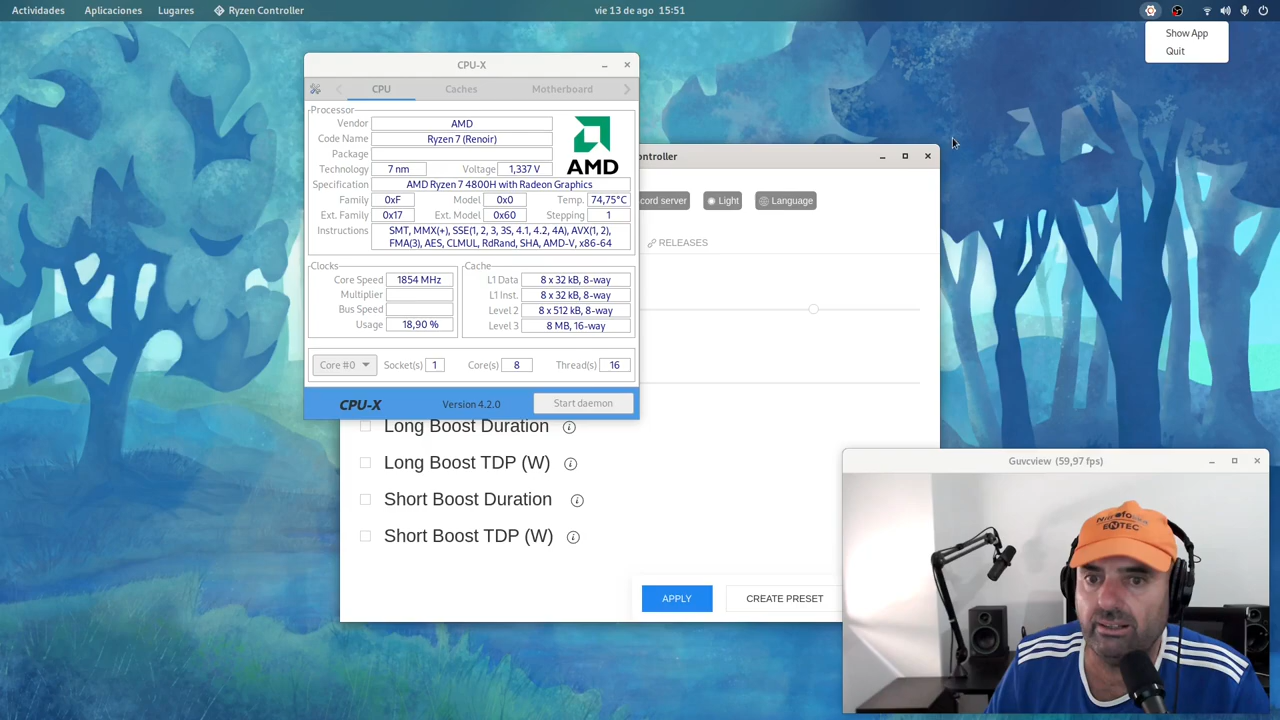 Actividades Aplicaciones Lugares Ryzen Controller vie 13 de ago 15:51
Show App
Quit
CPU-X
CPU Caches Motherboard
Processor
Vendor AMD
Code Name Ryzen 7 (Renoir)
Package
Technology 7 nm Voltage 1,337 V
AMD
Specification AMD Ryzen 7 4800H with Radeon Graphics
Family 0xF Model 0x0 Temp. 74,75°C
Ext. Family 0x17 Ext. Model 0x60 Stepping 1
Instructions SMT, MMX(+), SSE(1, 2, 3, 3S, 4.1, 4.2, 4A), AVX(1, 2),
FMA(3), AES, CLMUL, RdRand, SHA, AMD-V, x86-64
Clocks
Core Speed 1854 MHz
Multiplier
Bus Speed
Usage 18,90 %
Cache
L1 Data 8 x 32 kB, 8-way
L1 Inst. 8 x 32 kB, 8-way
Level 2 8 x 512 kB, 8-way
Level 3 8 MB, 16-way
Core #0 Socket(s) 1 Core(s) 8 Thread(s) 16
CPU-X Version 4.2.0 Start daemon
ontroller
cord server Light Language
RELEASES
Long Boost Duration
Long Boost TDP (W)
Short Boost Duration
Short Boost TDP (W)
APPLY CREATE PRESET
Guvcview (59,97 fps)
ENTEC